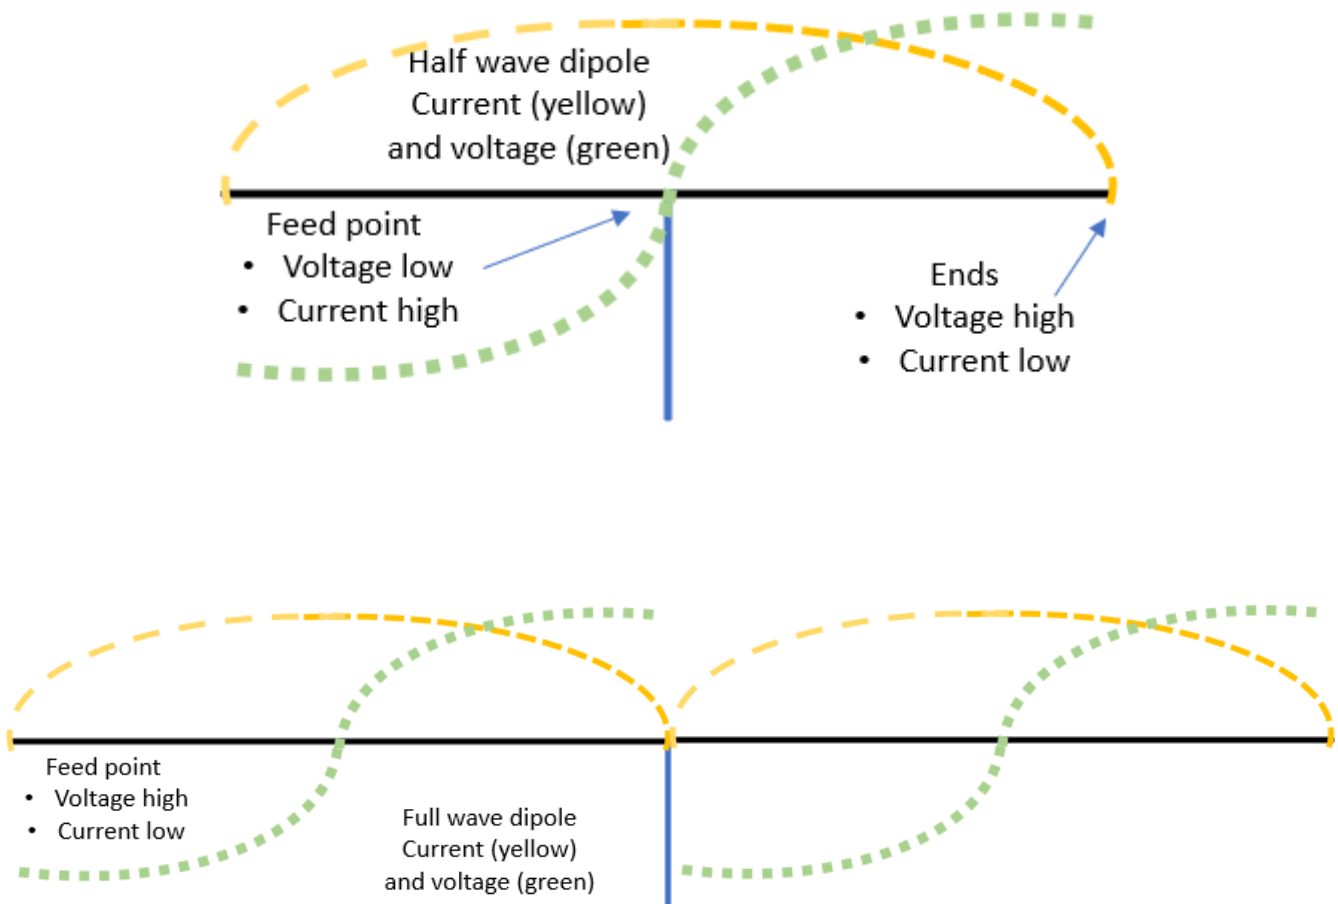 Half wave dipole
Current (yellow)
and voltage (green)
Feed point
• Voltage low
• Current high
Ends
• Voltage high
• Current low
Feed point
• Voltage high
• Current low
Full wave dipole
Current (yellow)
and voltage (green)